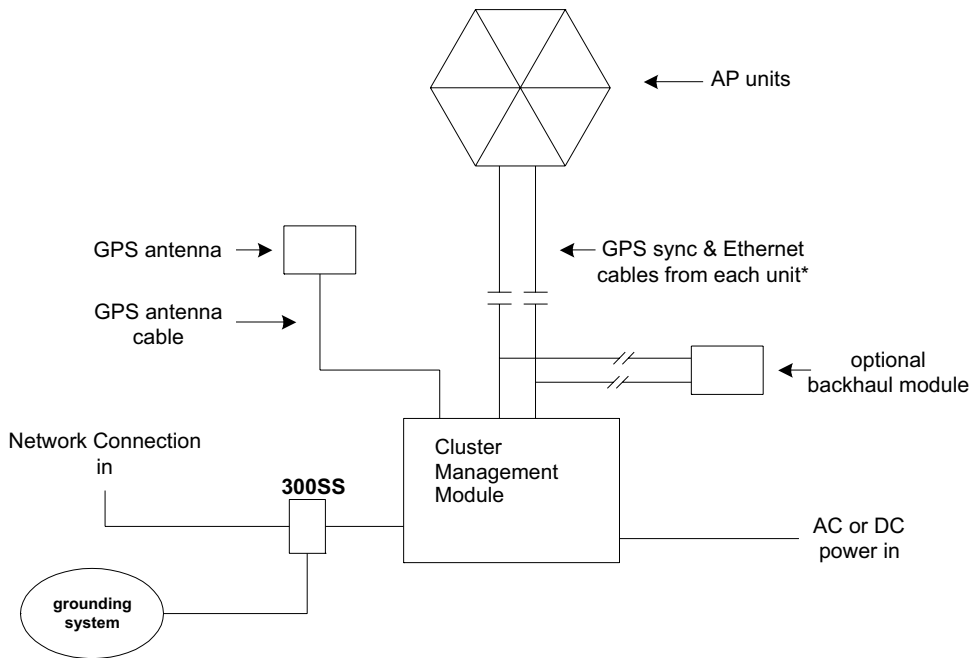 AP units
GPS antenna
GPS sync & Ethernet
cables from each unit*
GPS antenna
cable
optional
backhaul module
Network Connection
in
300SS
Cluster
Management
Module
AC or DC
power in
grounding
system